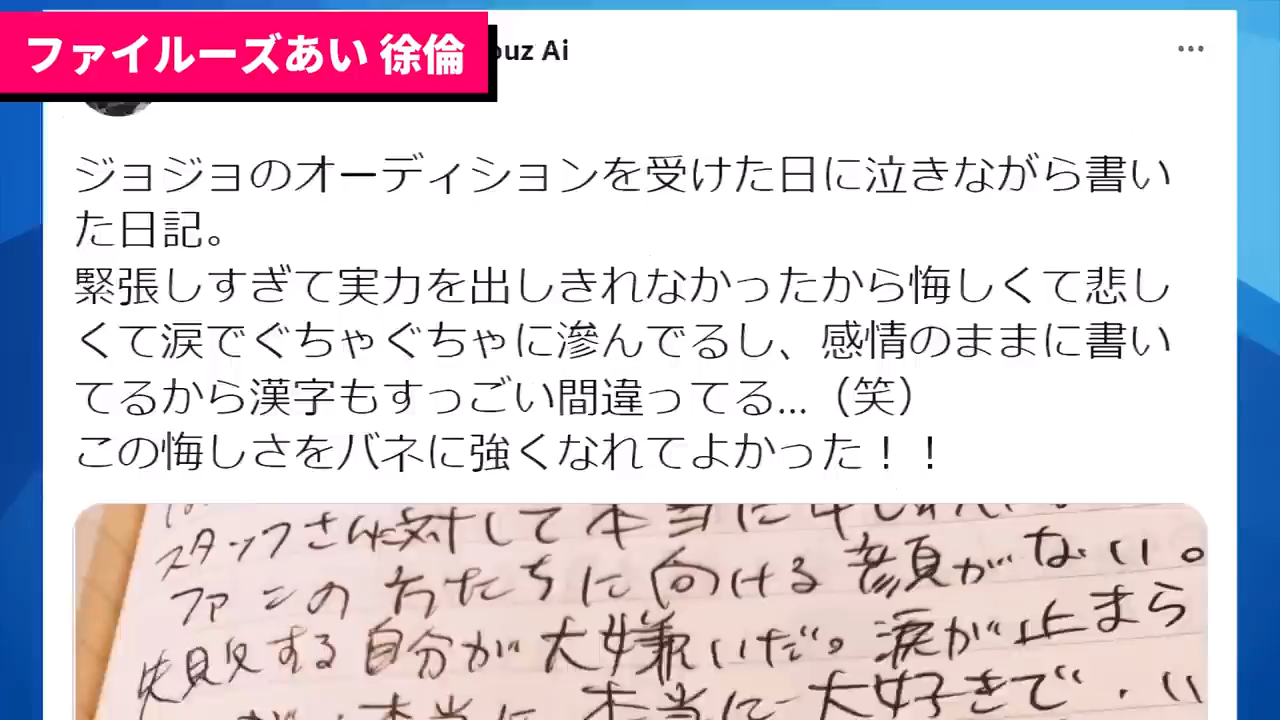 ファイルーズあい 徐倫
ouz Ai
ジョジョのオーディションを受けた日に泣きながら書い
た日記。
緊張しすぎて実力を出しきれなかったから悔しくて悲し
くて涙でぐちゃぐちゃに滲んでるし、感情のままに書い
てるから漢字もすっごい間違ってる...（笑）
この悔しさをバネに強くなれてよかった！！
スタッフさんに対して本当に申し
ファンの方たちに向ける顔がない。
失敗する自分が大嫌いだ。涙が止まら
本当に 本当に大好きで、い